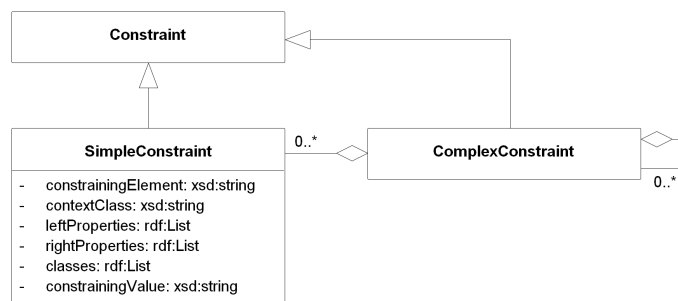 Constraint
SimpleConstraint
0..*
ComplexConstraint
0..*
- constrainingElement: xsd:string
- contextClass: xsd:string
- leftProperties: rdf:List
- rightProperties: rdf:List
- classes: rdf:List
- constrainingValue: xsd:string